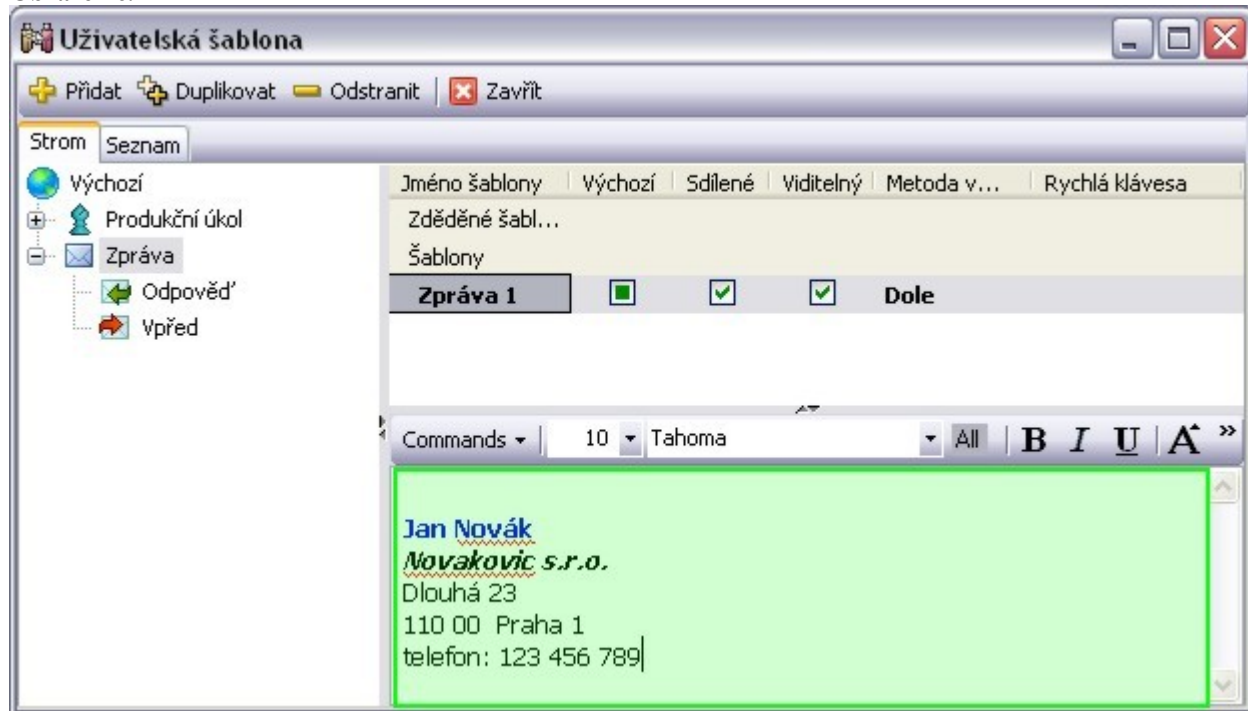 Uživatelská šablona
Přidat Duplikovat Odstranit Zavřít
Strom Seznam
Výchozí
Produkční úkol
Zpráva
Odpověď
Vpřed
Jméno šablony Výchozí Sdílené Viditelný Metoda v... Rychlá klávesa
Zděděné šabl...
Šablony
Zpráva 1 Dole
Commands 10 Tahoma All B I U A »
Jan Novák
Novakovic s.r.o.
Dlouhá 23
110 00 Praha 1
telefon: 123 456 789